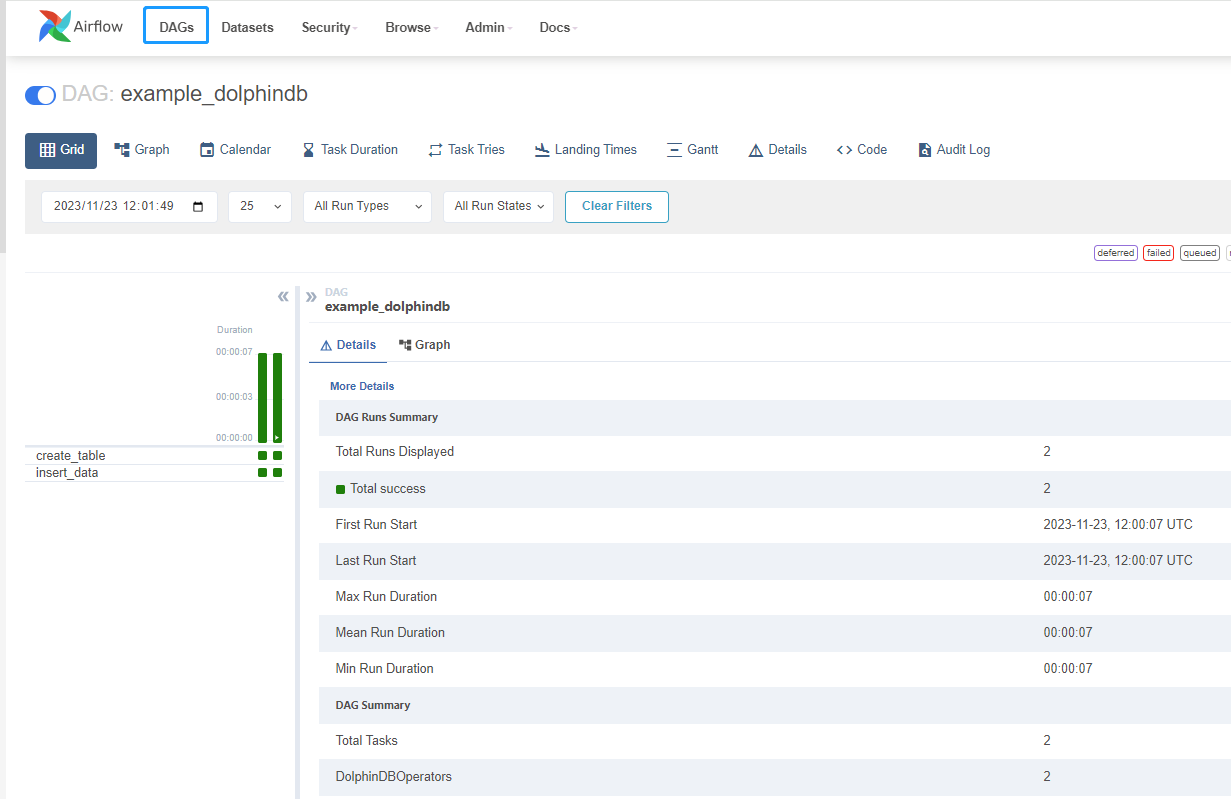 Airflow DAGs Datasets Security Browse Admin Docs
DAG: example_dolphindb
Grid Graph Calendar Task Duration Task Tries Landing Times Gantt Details Code Audit Log
2023/11/23 12:01:49 25 All Run Types All Run States Clear Filters
deferred failed queued
DAG
example_dolphindb
Duration
00:00:07
00:00:03
00:00:00
create_table
insert_data
Details Graph
More Details
DAG Runs Summary
Total Runs Displayed 2
Total success 2
First Run Start 2023-11-23, 12:00:07 UTC
Last Run Start 2023-11-23, 12:00:07 UTC
Max Run Duration 00:00:07
Mean Run Duration 00:00:07
Min Run Duration 00:00:07
DAG Summary
Total Tasks 2
DolphinDBOperators 2